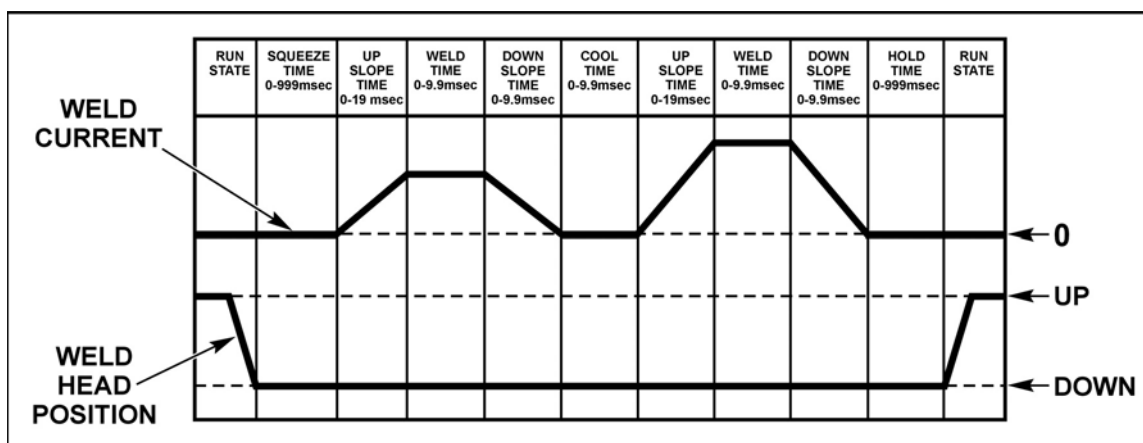 RUN
STATE
SQUEEZE
TIME
0-999msec
UP
SLOPE
TIME
0-19 msec
WELD
TIME
0-9.9msec
DOWN
SLOPE
TIME
0-9.9msec
COOL
TIME
0-9.9msec
UP
SLOPE
TIME
0-19msec
WELD
TIME
0-9.9msec
DOWN
SLOPE
TIME
0-9.9msec
HOLD
TIME
0-999msec
RUN
STATE
WELD
CURRENT
0
UP
WELD
HEAD
POSITION
DOWN